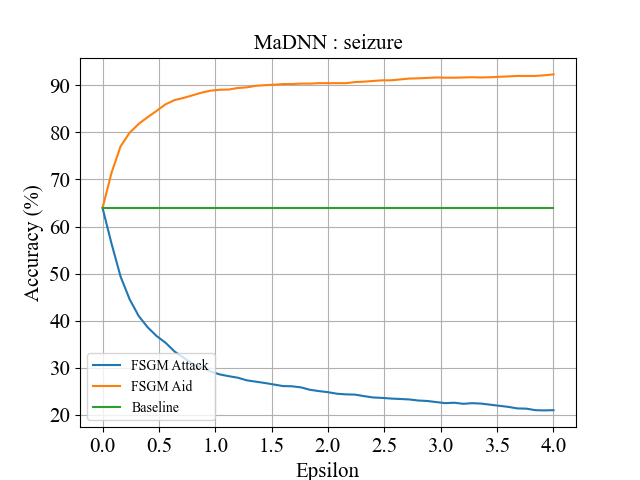 MaDNN : seizure
Accuracy (%)
90
80
70
60
50
40
30
20
FSGM Attack
FSGM Aid
Baseline
0.0 0.5 1.0 1.5 2.0 2.5 3.0 3.5 4.0
Epsilon